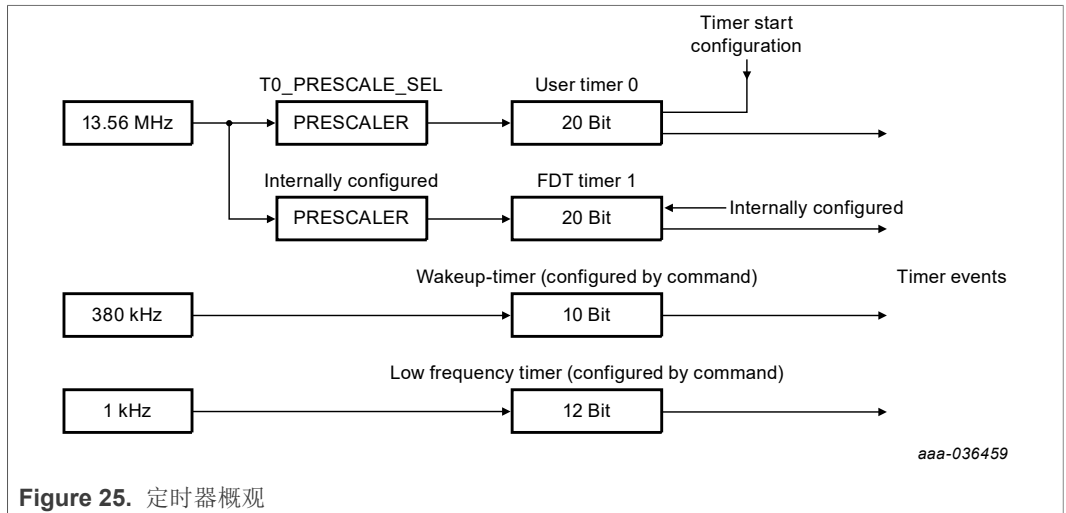 Timer start
configuration
T0_PRESCALE_SEL
User timer 0
13.56 MHz
PRESCALER
20 Bit
Internally configured
FDT timer 1
PRESCALER
20 Bit
Internally configured
Wakeup-timer (configured by command)
Timer events
380 kHz
10 Bit
Low frequency timer (configured by command)
1 kHz
12 Bit
aaa-036459
Figure 25. 定时器概观